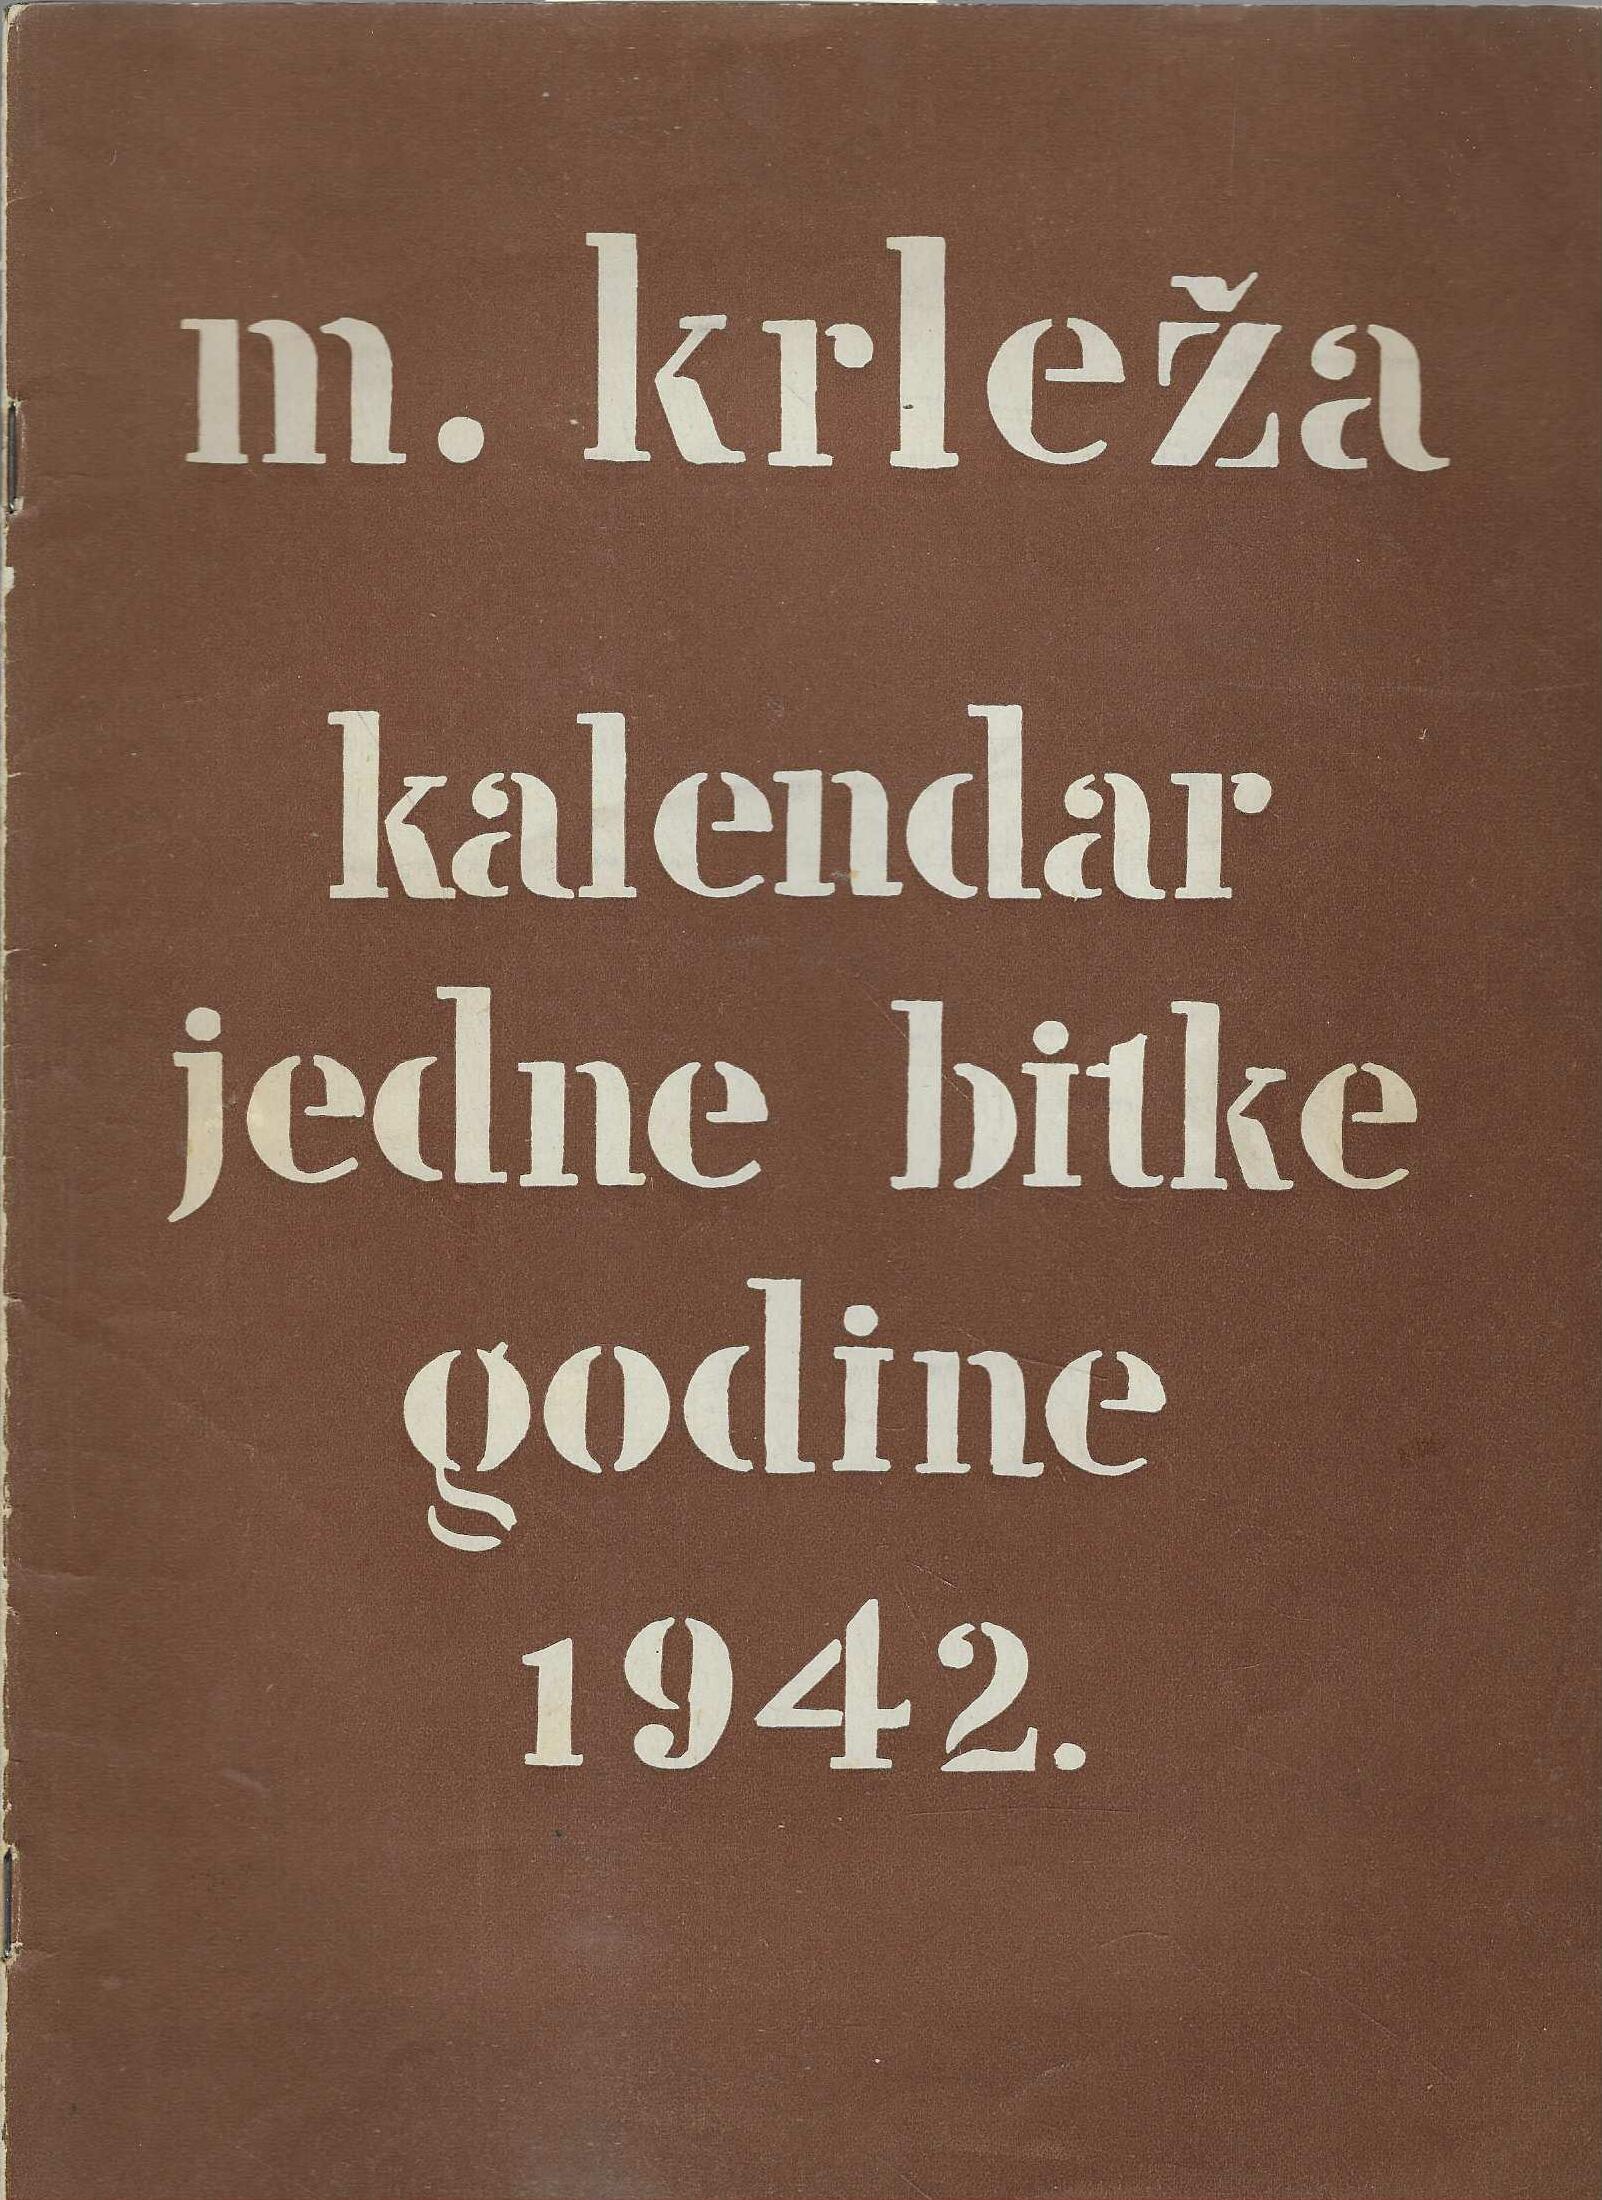 m. krleža
kalendar
jedne bitke
godine
1942.